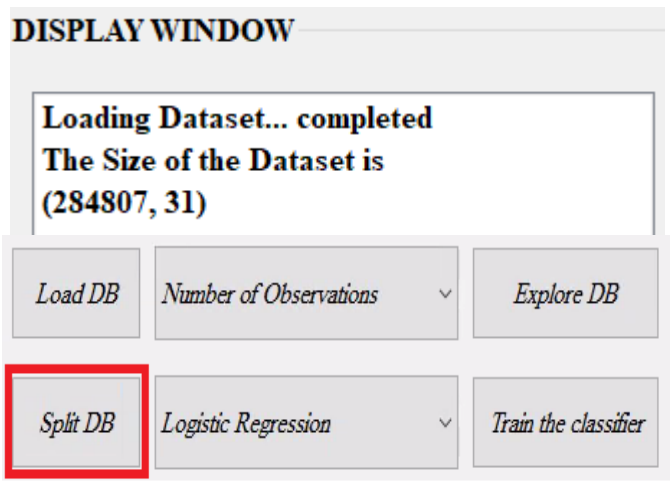 DISPLAY WINDOW
Loading Dataset... completed
The Size of the Dataset is
(284807, 31)
Load DB
Number of Observations
Explore DB
Split DB
Logistic Regression
Train the classifier